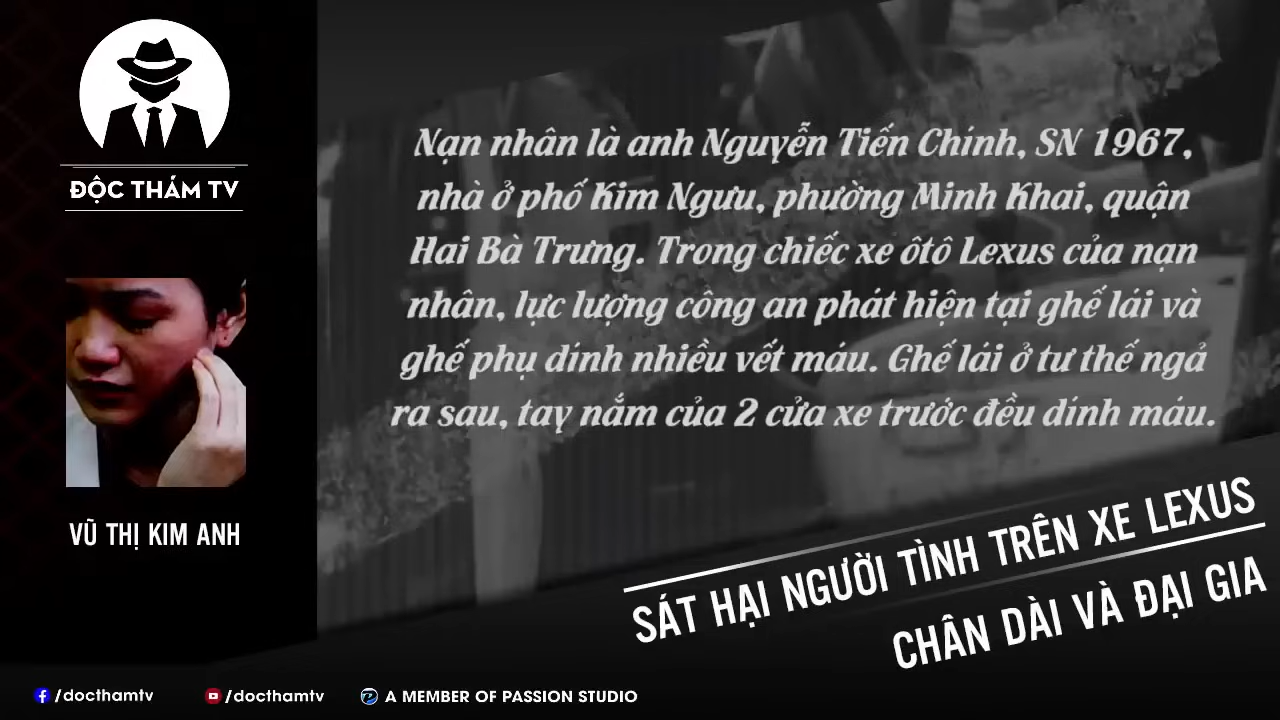 ĐỘC THÁM TV
VŨ THỊ KIM ANH
Nạn nhân là anh Nguyễn Tiến Chính, SN 1967,
nhà ở phố Kim Ngưu, phường Minh Khai, quận
Hai Bà Trưng. Trong chiếc xe ôtô Lexus của nạn
nhân, lực lượng công an phát hiện tại ghế lái và
ghế phụ dính nhiều vết máu. Ghế lái ở tư thế ngả
ra sau, tay nắm của 2 cửa xe trước đều dính máu.
SÁT HẠI NGƯỜI TÌNH TRÊN XE LEXUS
CHÂN DÀI VÀ ĐẠI GIA
/docthamtv
/docthamtv
A MEMBER OF PASSION STUDIO